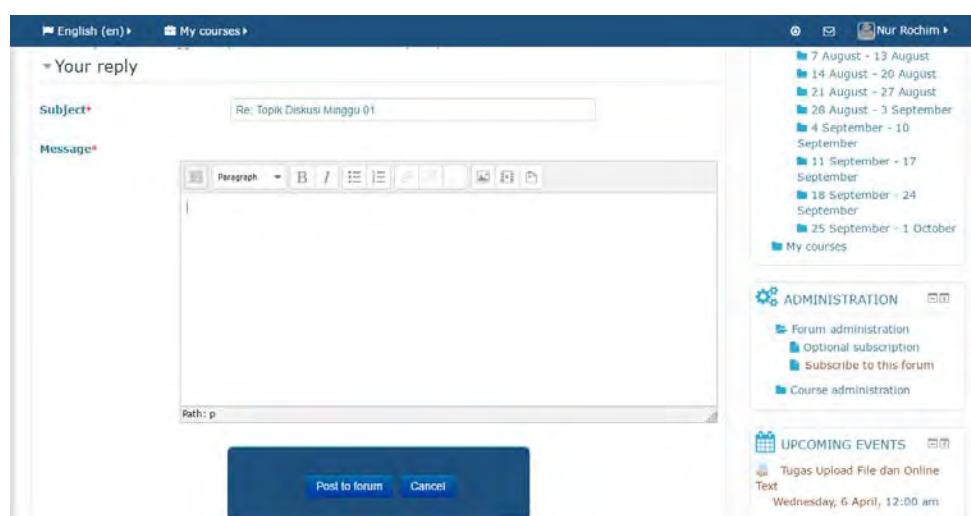 English (en)
My courses
Nur Rochim
Your reply
Subject*
Re: Topik Diskusi Minggu 01
Message*
Paragraph
B I
Path: p
Post to forum
Cancel
7 August - 13 August
14 August - 20 August
21 August - 27 August
28 August - 3 September
4 September - 10
September
11 September - 17
September
18 September - 24
September
25 September - 1 October
My courses
ADMINISTRATION
Forum administration
Optional subscription
Subscribe to this forum
Course administration
UPCOMING EVENTS
Tugas Upload File dan Online
Text
Wednesday, 6 April, 12:00 am